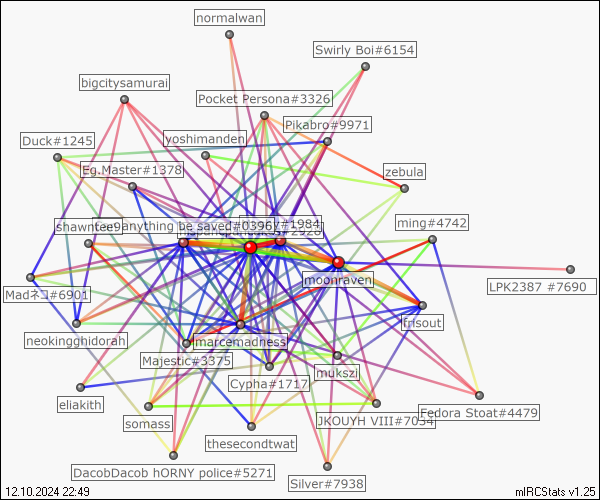 normalwan
Swirly Boi#6154
bigcitysamurai
Pocket Persona#3326
Pikabro#9971
Duck#1245
yoshimanden
Eg.Master#1378
zebula
shawntee9
anything be saved#0396
#1984
ming#4742
moonraven
LPK2387 #7690
Madネコ#6901
frisout
neokingghidorah
marcemadness
Majestic#3375
mukszi
Cypha#1717
eliakith
somass
JKOUYH VIII#7054
Fedora Stoat#4479
thesecondtwat
DacobDacob hORNY police#5271
Silver#7938
12.10.2024 22:49
mIRCStats v1.25